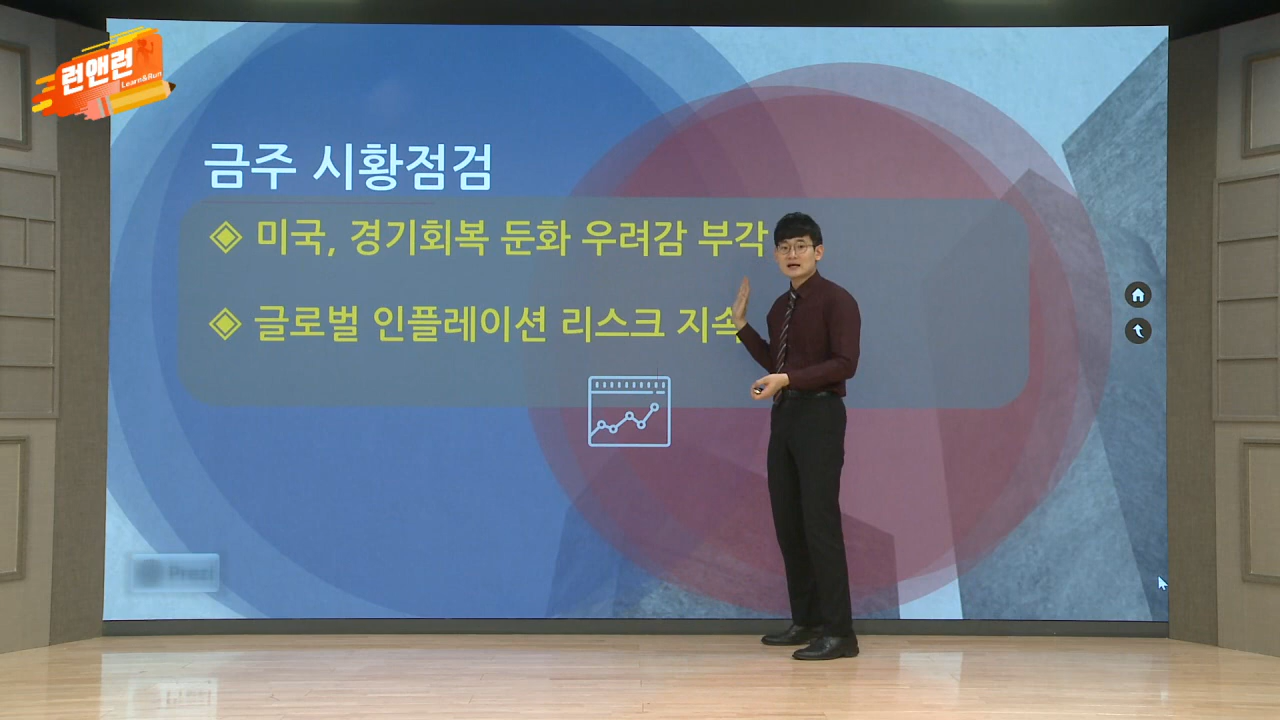 런앤런
Learn&Run
금주 시황점검
◈ 미국, 경기회복 둔화 우려감 부각
◈ 글로벌 인플레이션 리스크 지속
Prezi